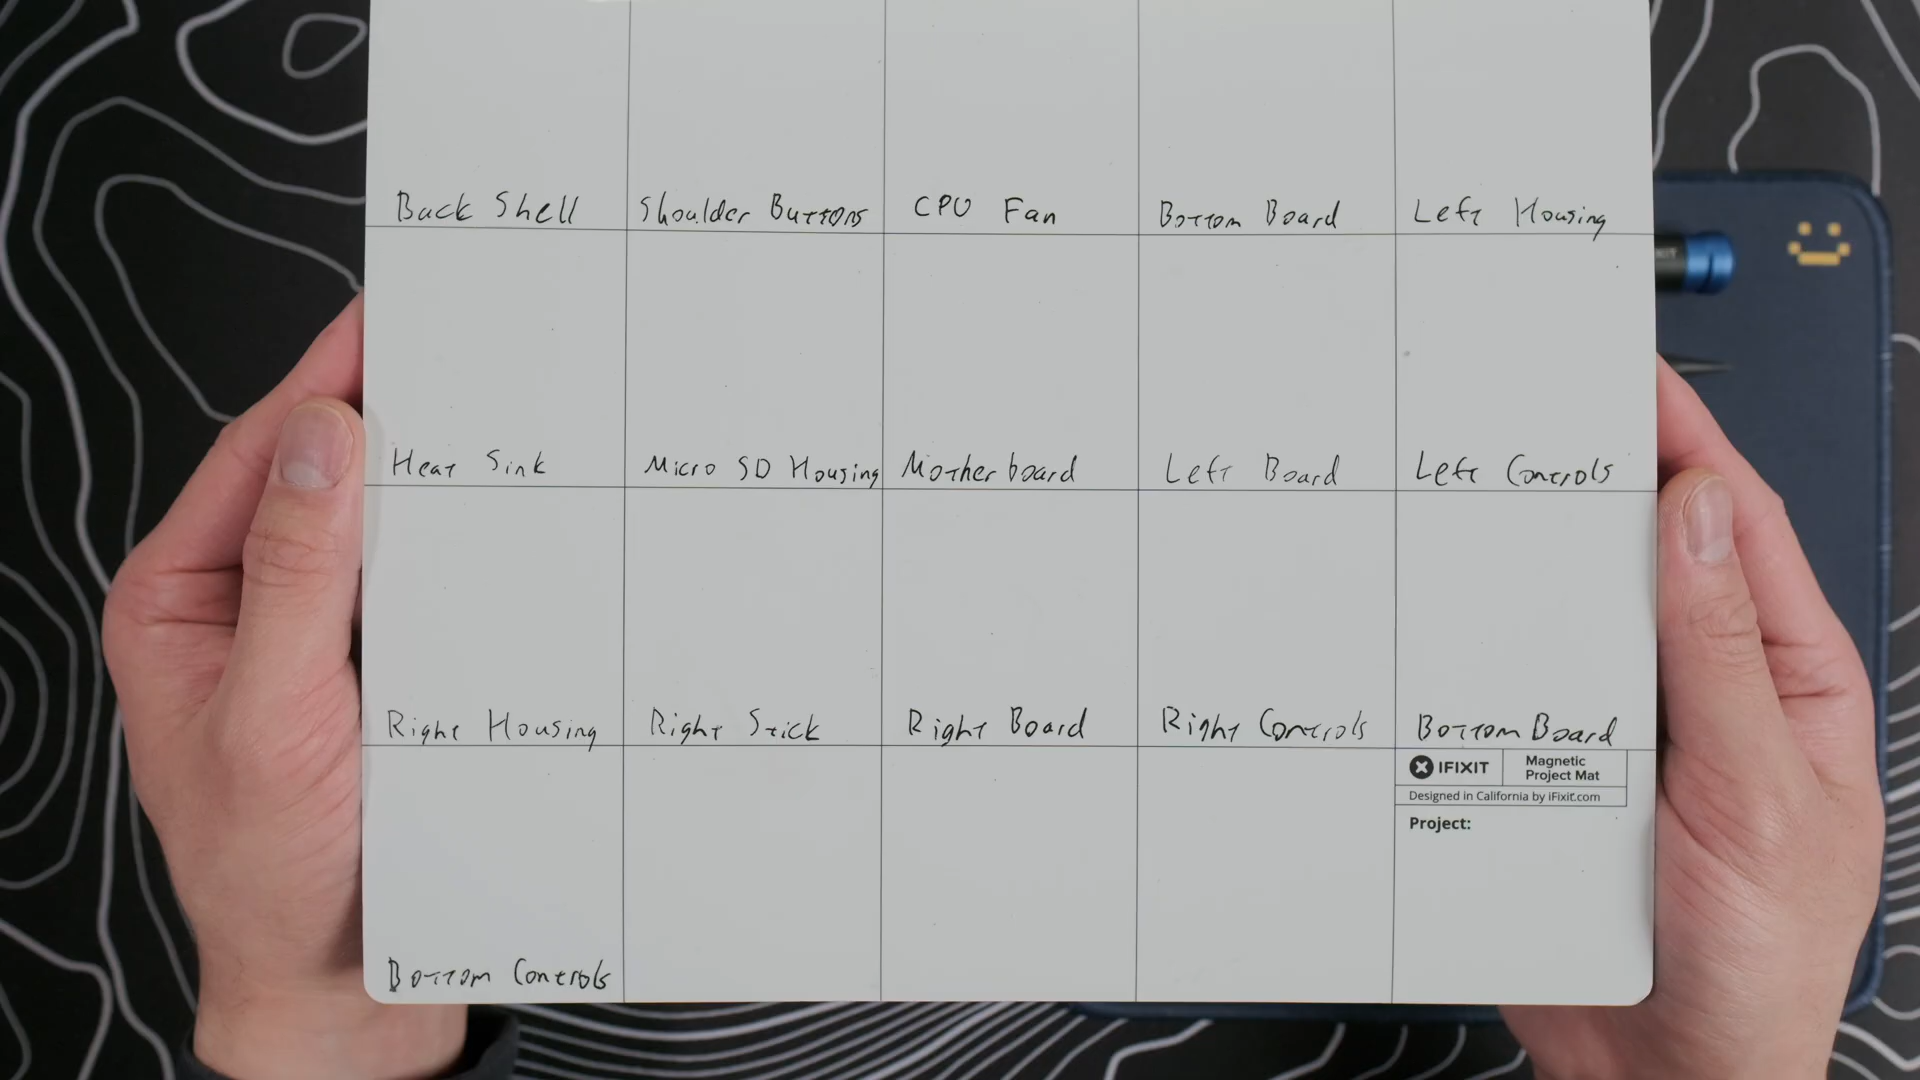 Back Shell
Shoulder Buttons
CPU Fan
Bottom Board
Left Housing
Heat Sink
Micro SD Housing
Motherboard
Left Board
Left Controls
Right Housing
Right Stick
Right Board
Right Controls
Bottom Board
IFIXIT
Magnetic
Project Mat
Designed in California by iFixit.com
Project:
Bottom Controls